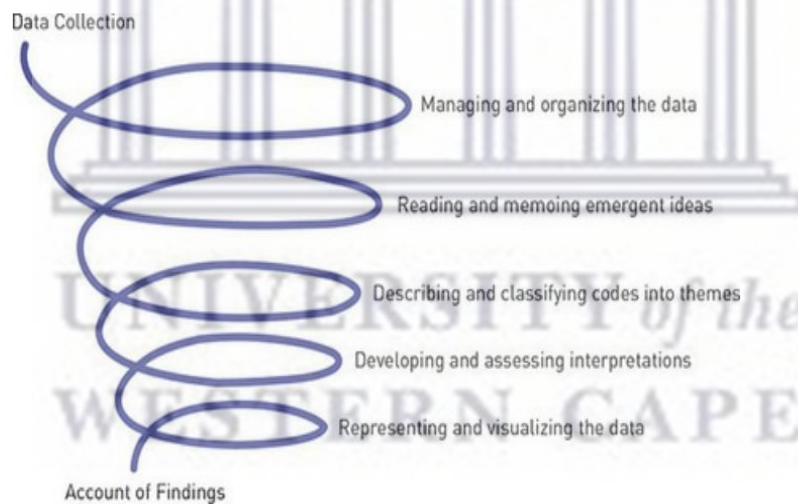 Data Collection
Managing and organizing the data
Reading and memoing emergent ideas
UNIVERSITY of the
Describing and classifying codes into themes
Developing and assessing interpretations
WESTERN CAPE
Representing and visualizing the data
Account of Findings